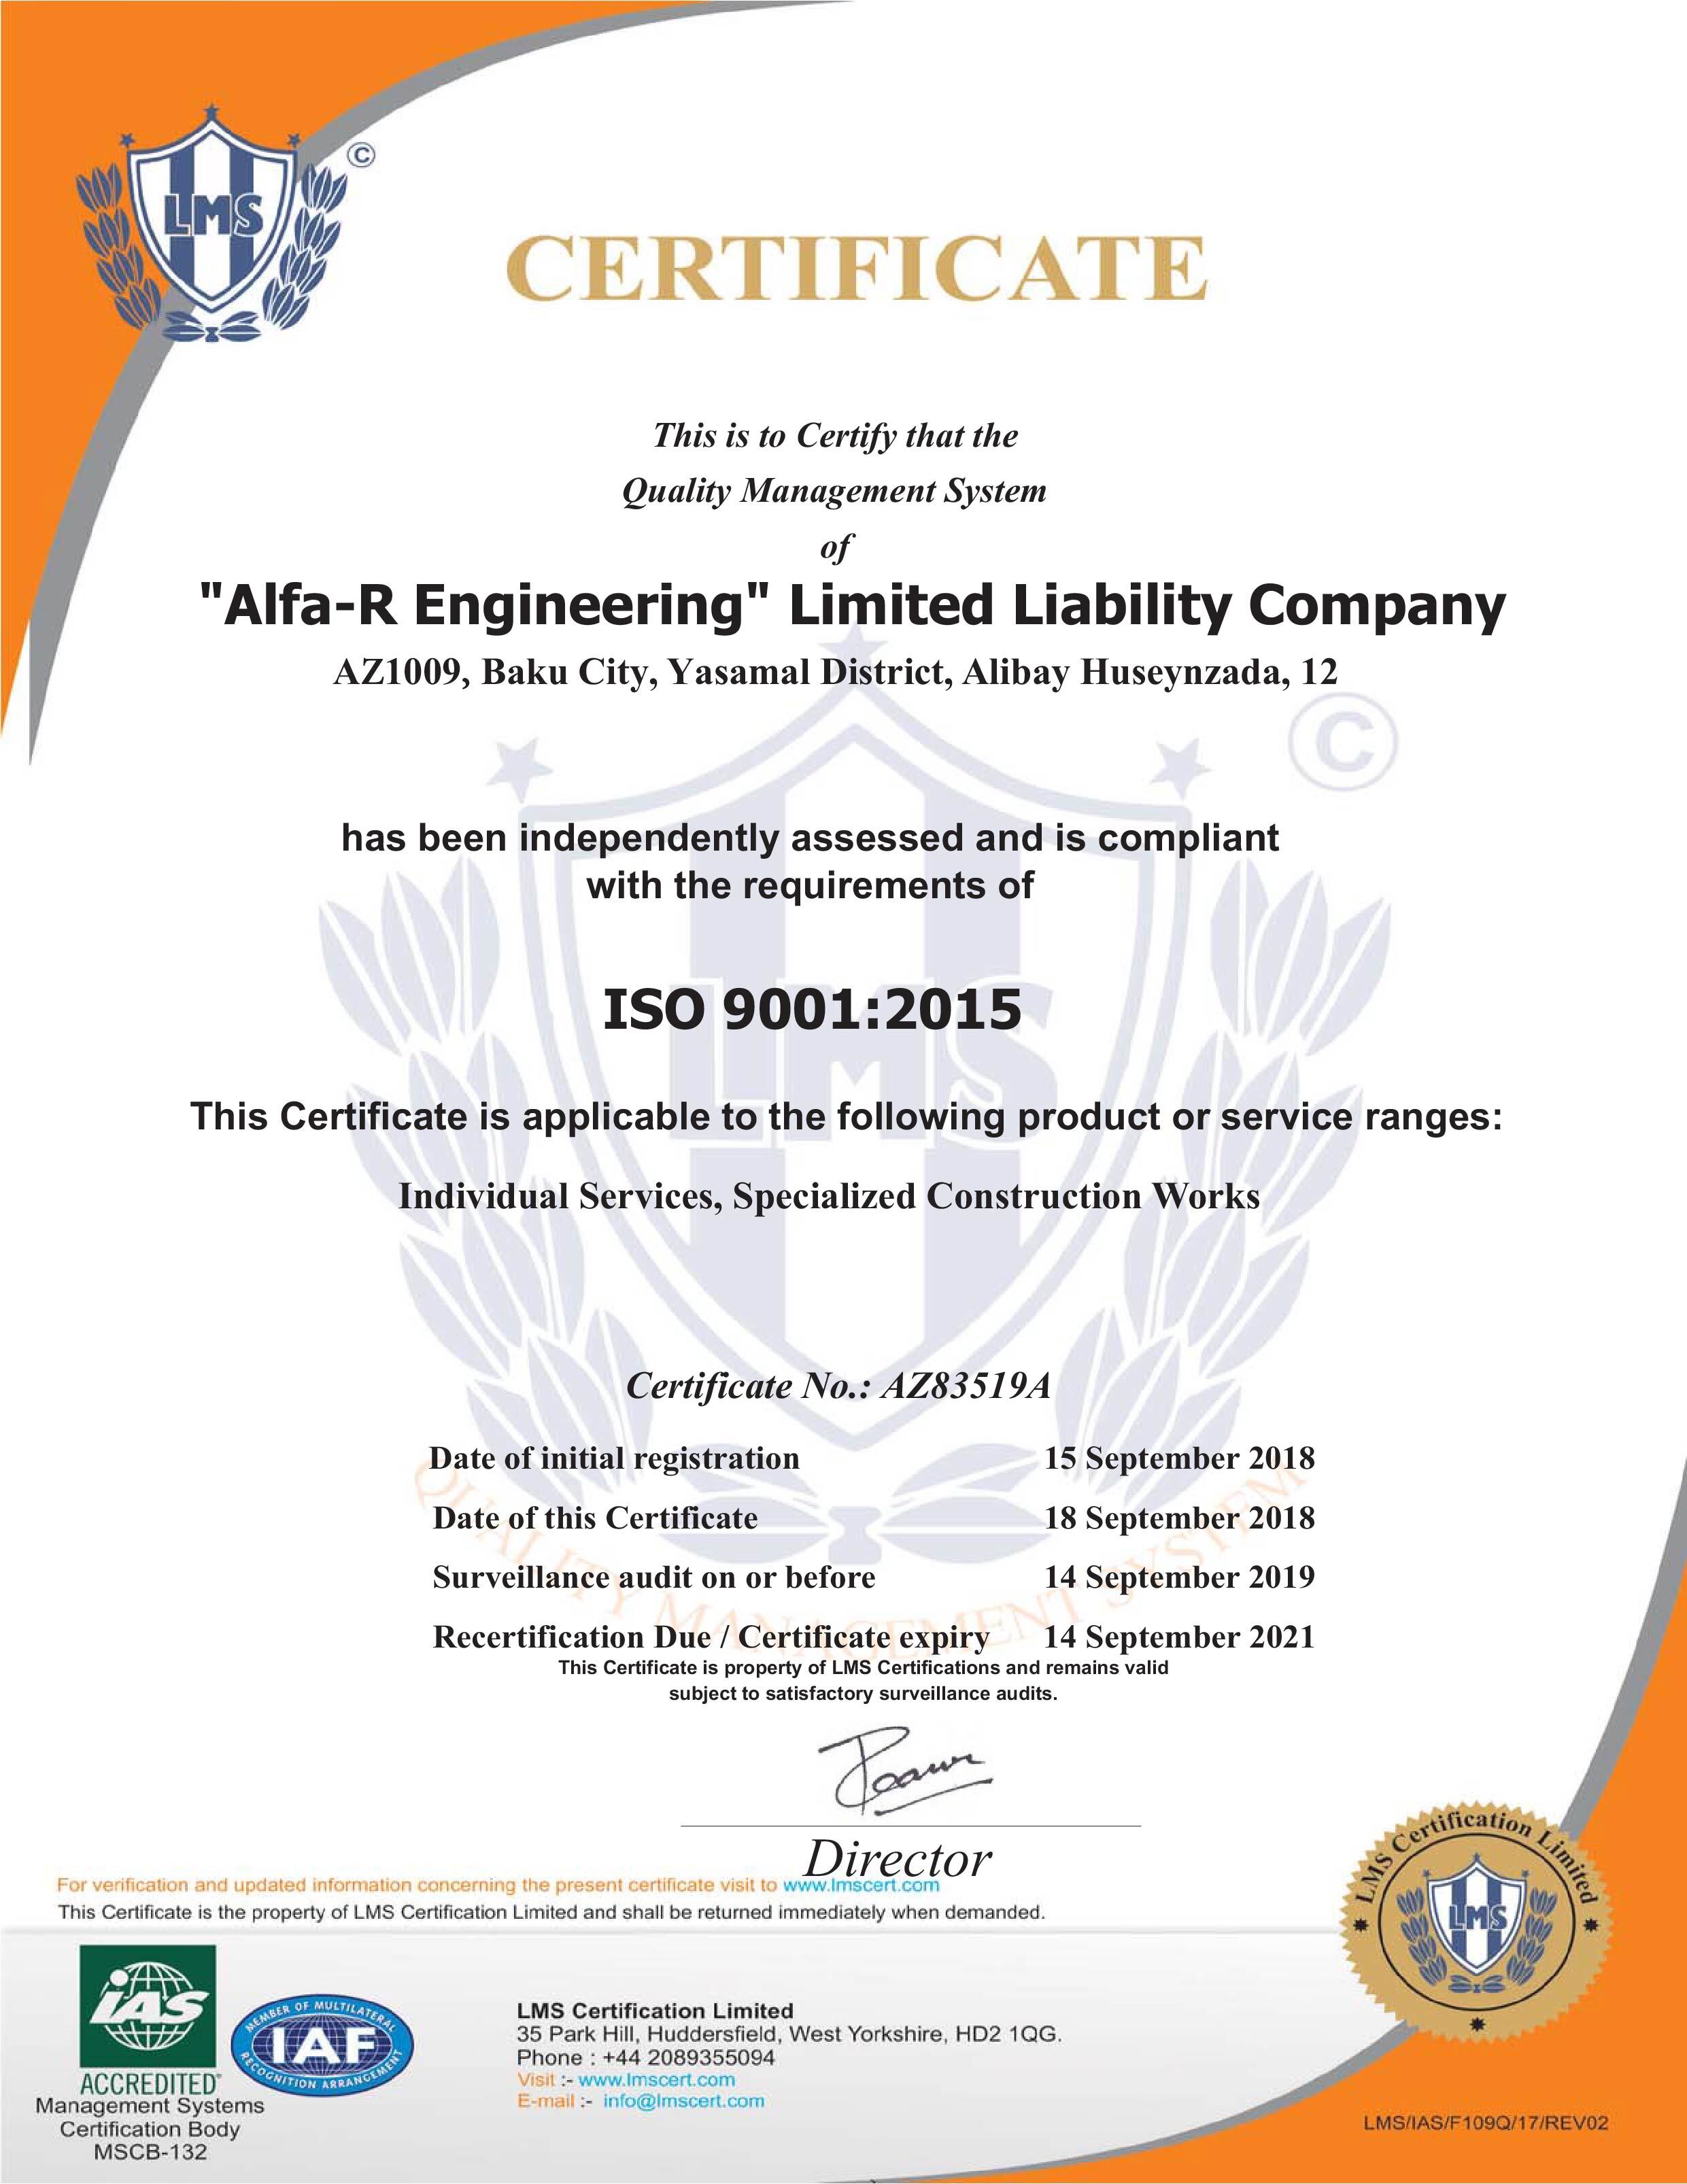 LMS
©
CERTIFICATE
This is to Certify that the
Quality Management System
of
"Alfa-R Engineering" Limited Liability Company
AZ1009, Baku City, Yasamal District, Alibay Huseynzada, 12
©
has been independently assessed and is compliant
with the requirements of
LMS
ISO 9001:2015
This Certificate is applicable to the following product or service ranges:
Individual Services, Specialized Construction Works
Certificate No.: AZ83519A
Date of initial registration 15 September 2018
Date of this Certificate 18 September 2018
Surveillance audit on or before 14 September 2019
Recertification Due / Certificate expiry 14 September 2021
QUALITY MANAGEMENT SYSTEM
This Certificate is property of LMS Certifications and remains valid
subject to satisfactory surveillance audits.
Director
For verification and updated information concerning the present certificate visit to www.lmscert.com
This Certificate is the property of LMS Certification Limited and shall be returned immediately when demanded.
LMS Certification Limited
LMS
IAS
ACCREDITED
Management Systems
Certification Body
MSCB-132
MEMBER OF MULTILATERAL
IAF
RECOGNITION ARRANGEMENT
LMS Certification Limited
35 Park Hill, Huddersfield, West Yorkshire, HD2 1QG.
Phone : +44 2089355094
Visit :- www.lmscert.com
E-mail :- info@lmscert.com
LMS/IAS/F109Q/17/REV02